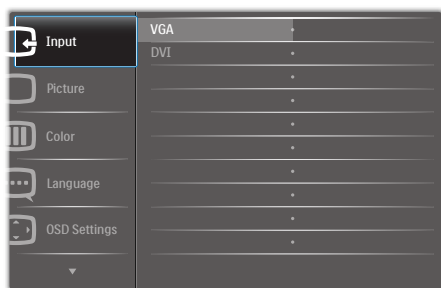 Input
VGA
DVI
Picture
Color
Language
OSD Settings